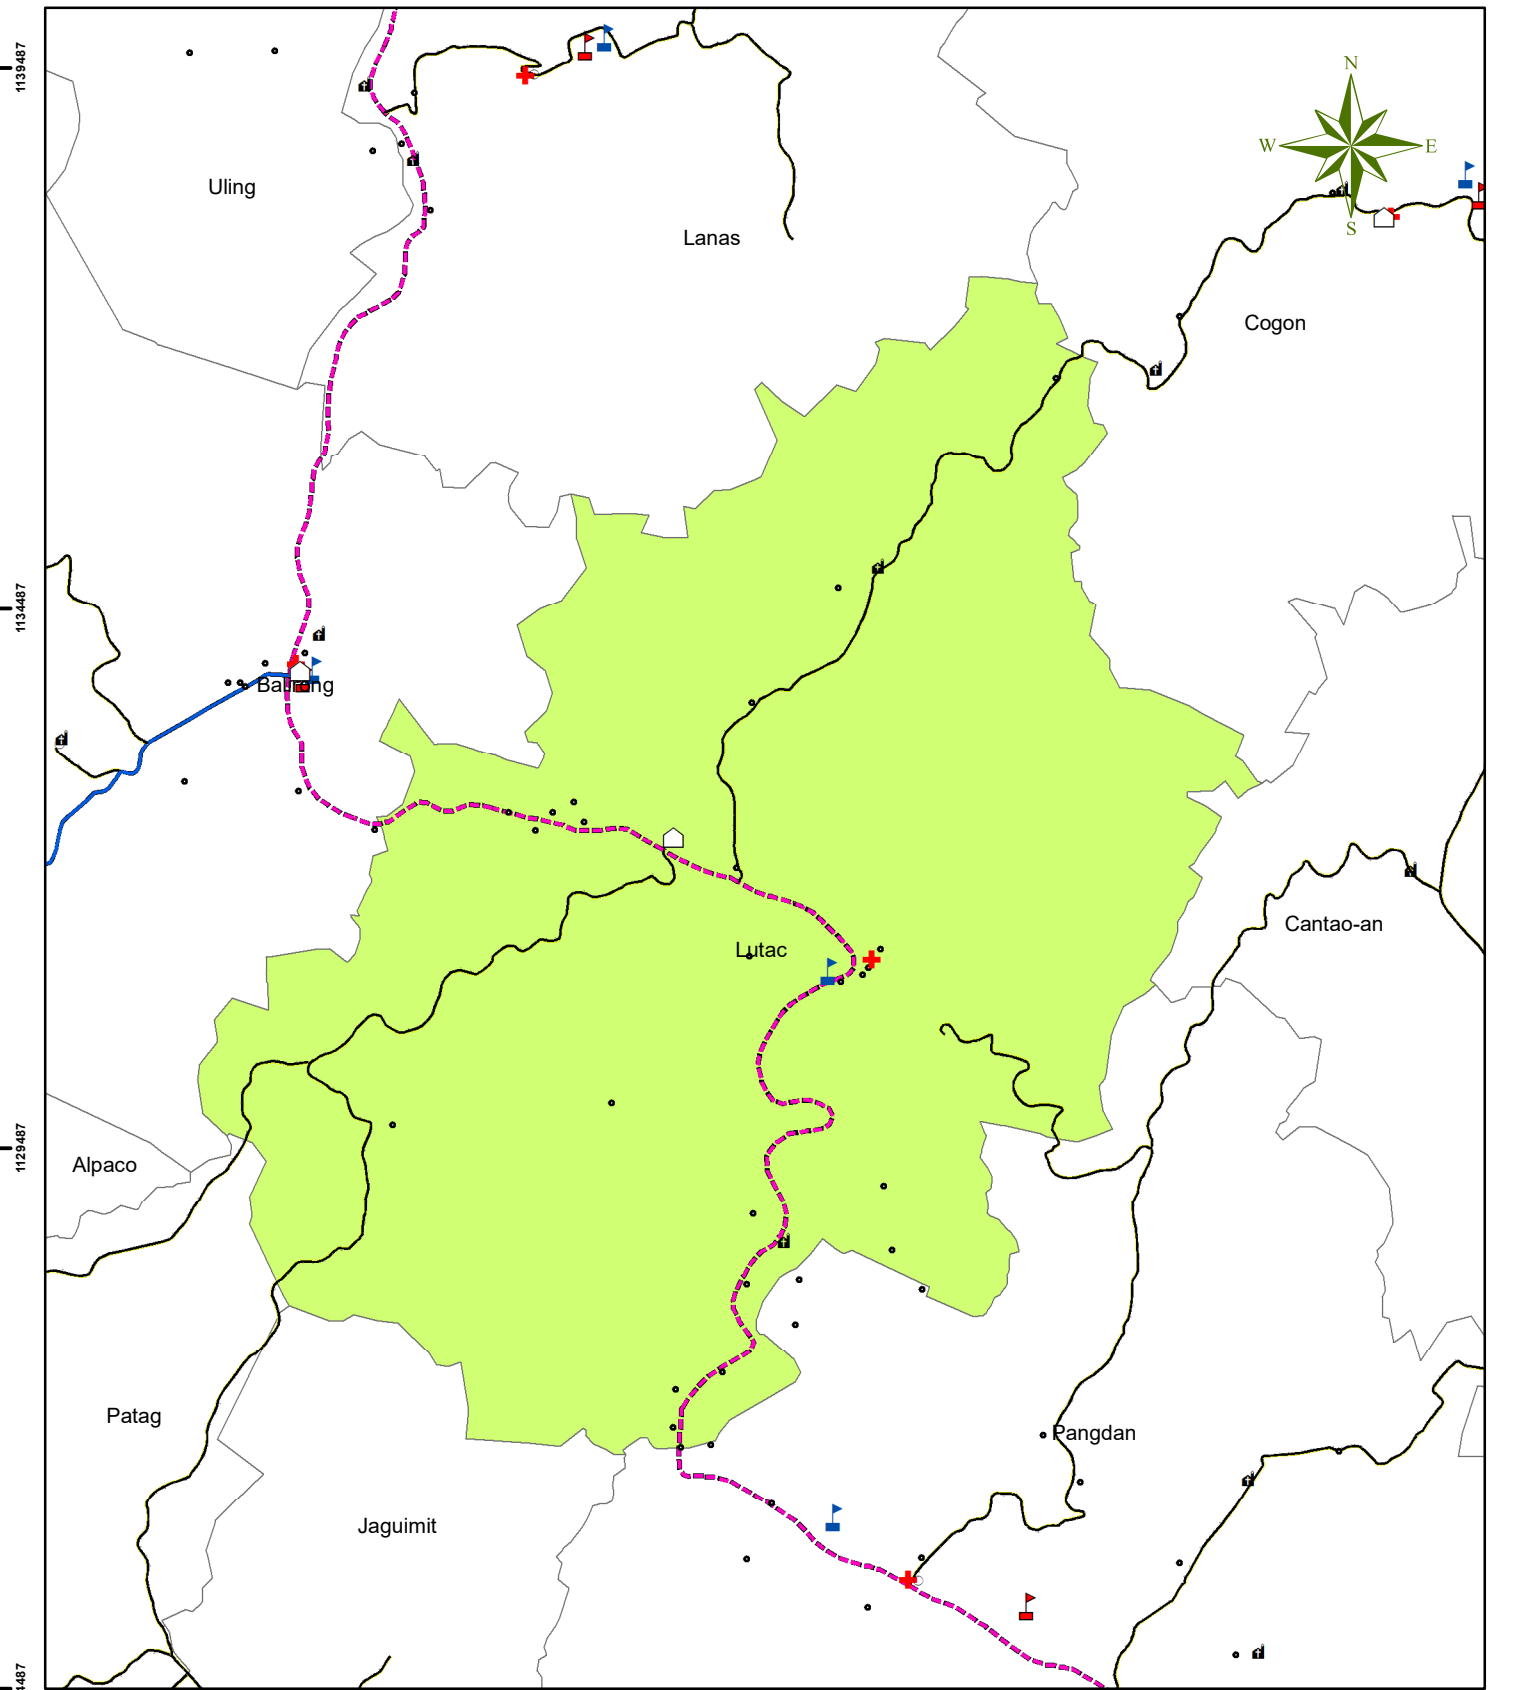 1139487
N
W
E
S
Uling
Lanas
Cogon
1134487
Cantao-an
Lutac
1129487
Alpaco
Patag
Pangdan
Jaguimit